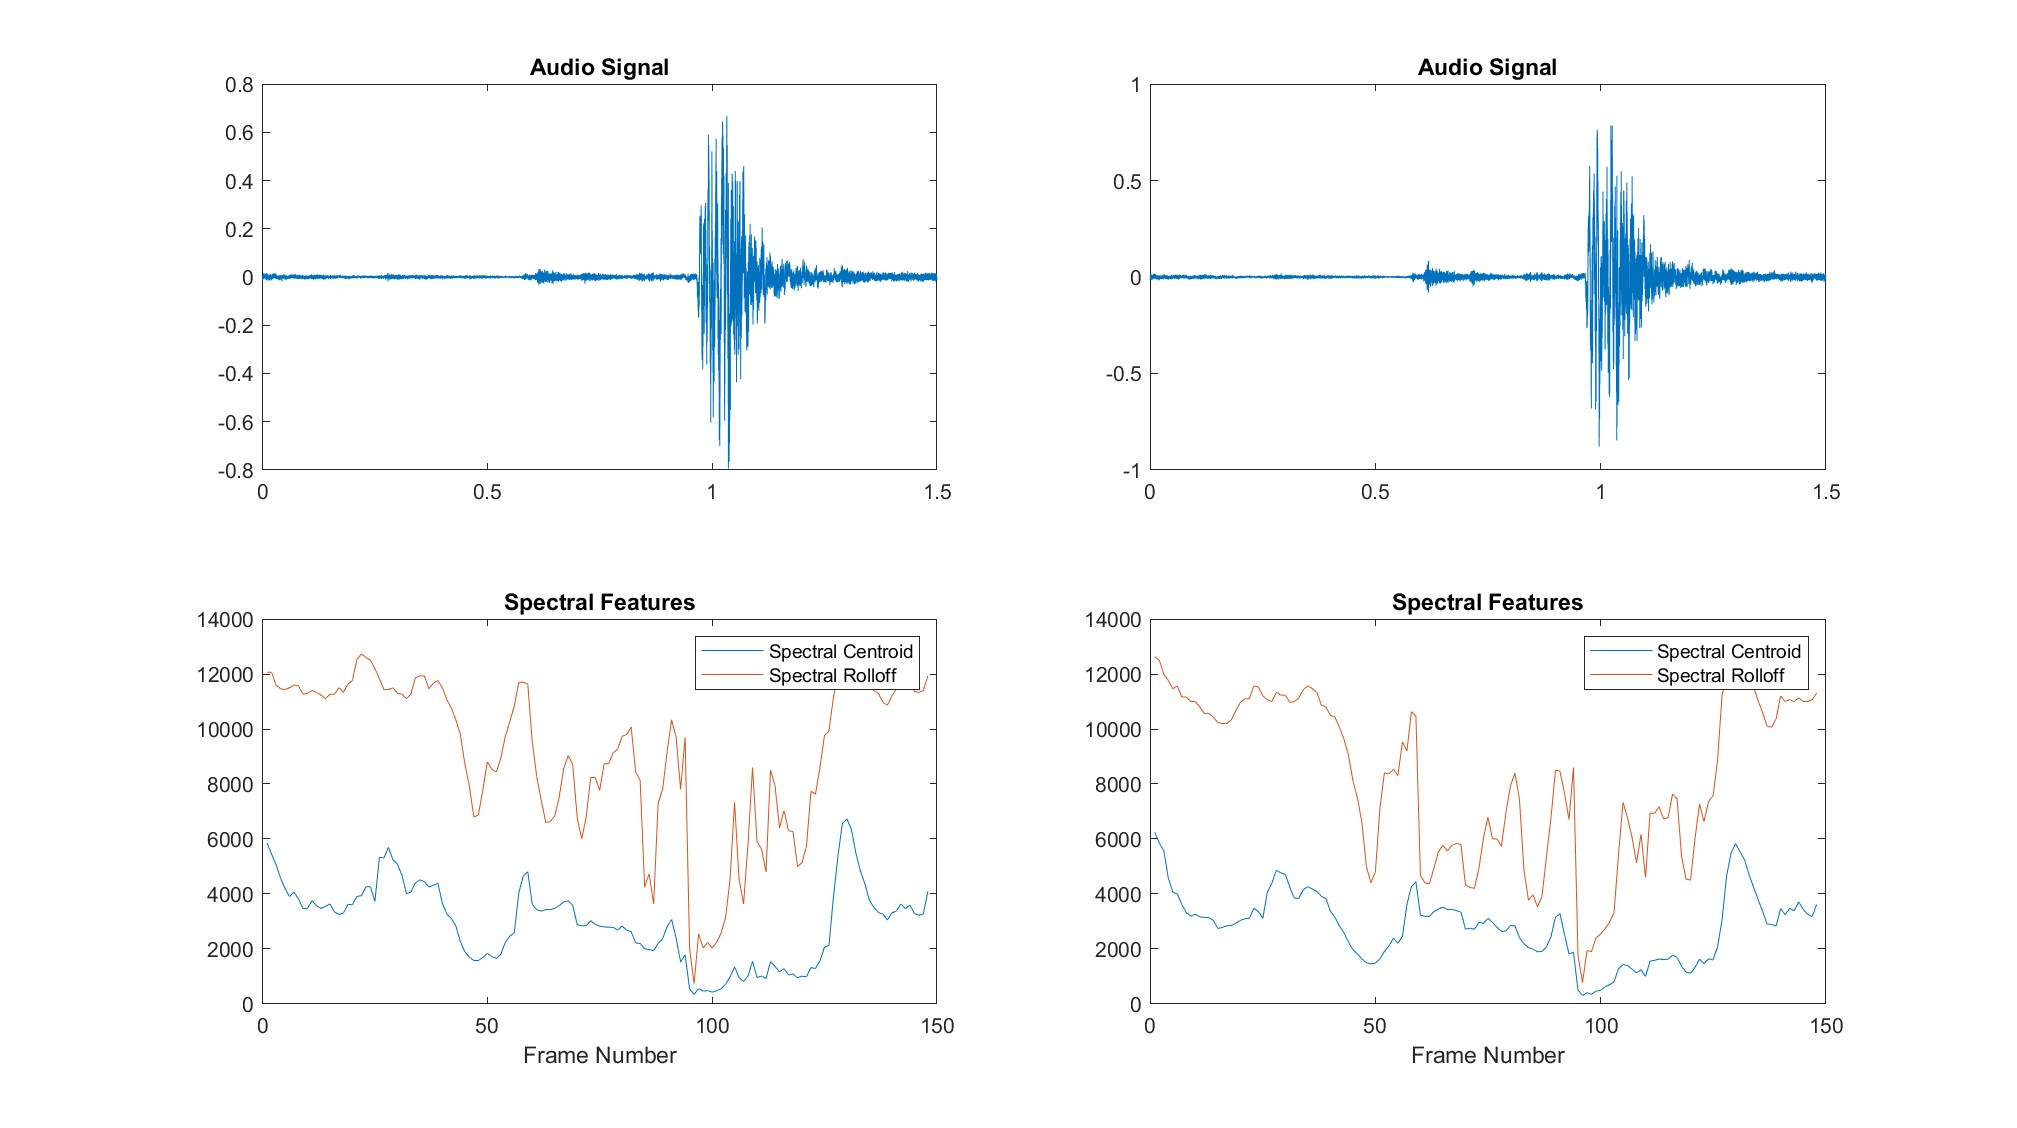 Audio Signal
0.8
0.6
0.4
0.2
0
-0.2
-0.4
-0.6
-0.8
0 0.5 1 1.5
Audio Signal
1
0.5
0
-0.5
-1
0 0.5 1 1.5
Spectral Features
14000
12000
10000
8000
6000
4000
2000
0
Spectral Centroid
Spectral Rolloff
0 50 100 150
Frame Number
Spectral Features
14000
12000
10000
8000
6000
4000
2000
0
Spectral Centroid
Spectral Rolloff
0 50 100 150
Frame Number